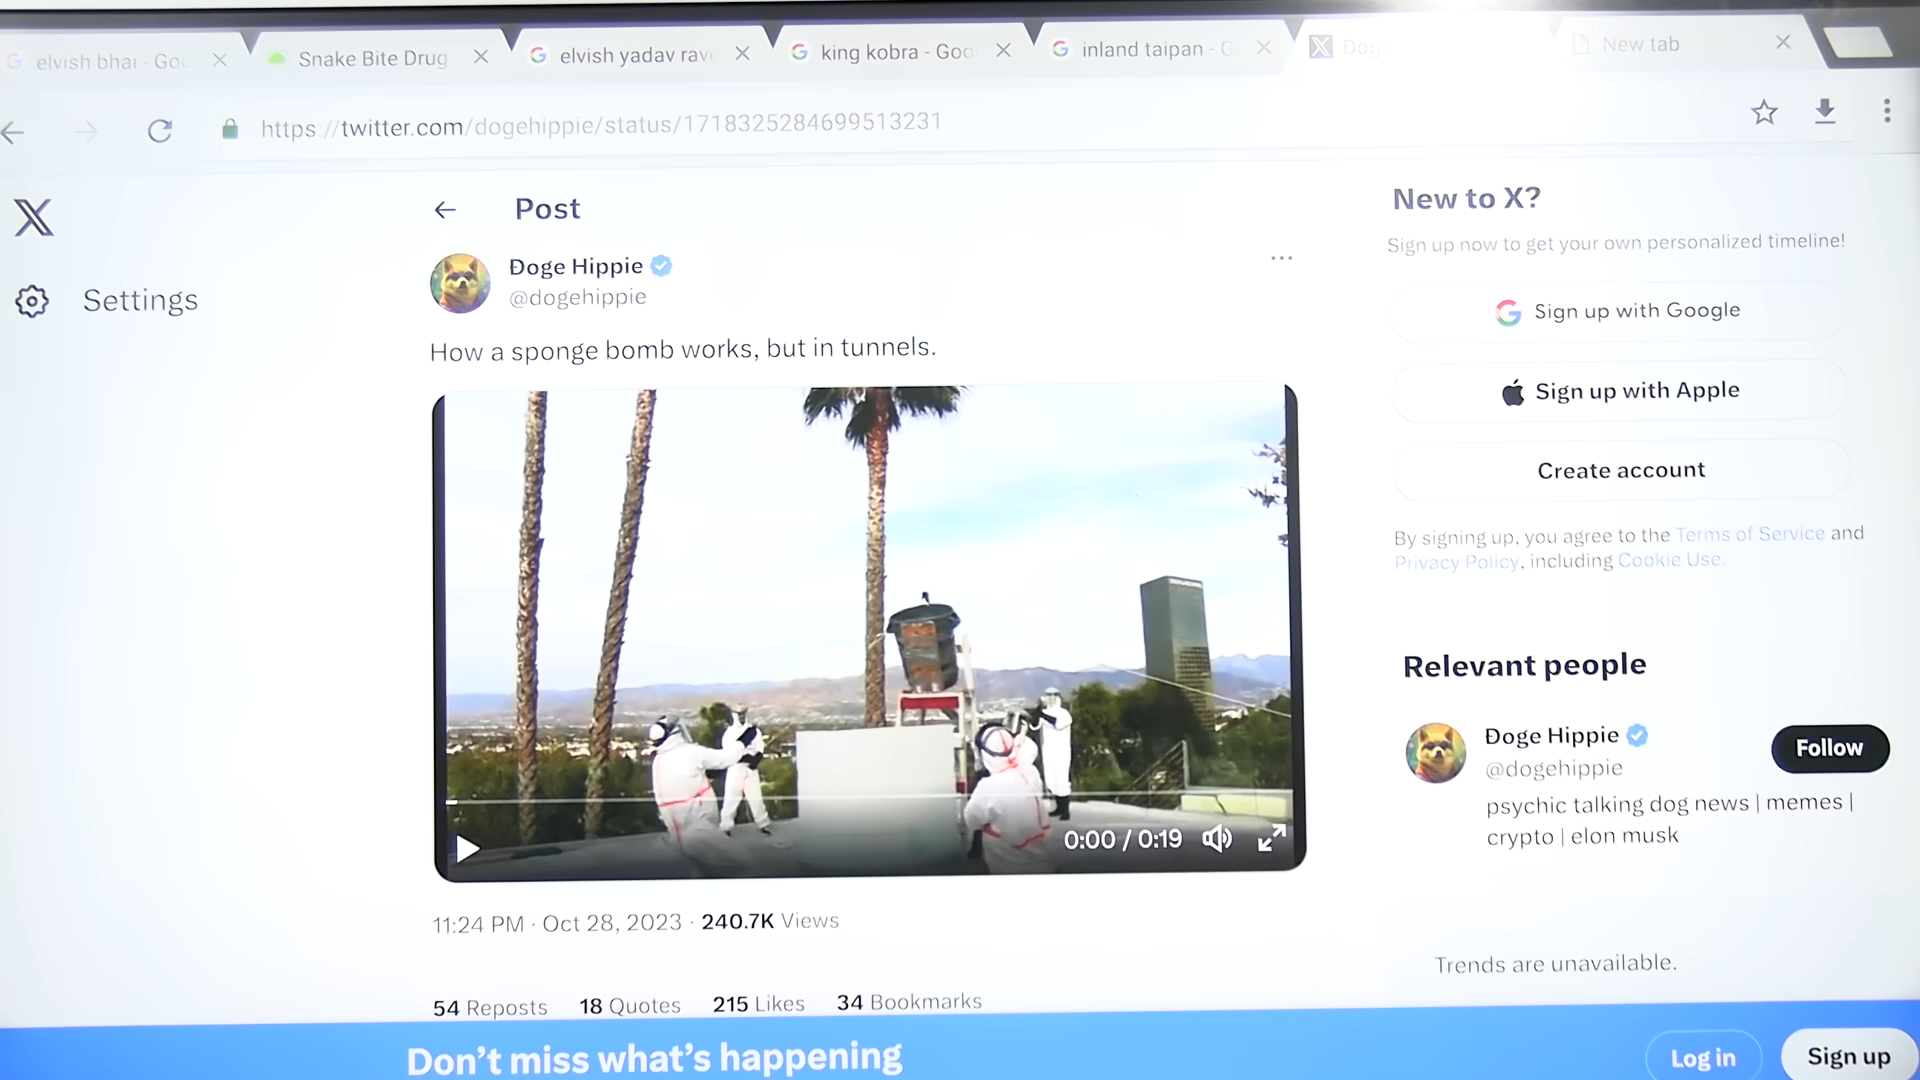 elvish bhai - Goo
Snake Bite Drug
elvish yadav rave
king kobra - Goo
inland taipan - G
Dog
New tab
https://twitter.com/dogehippie/status/1718325284699513231
Settings
Post
Ðoge Hippie
@dogehippie
How a sponge bomb works, but in tunnels.
0:00 / 0:19
11:24 PM · Oct 28, 2023 · 240.7K Views
54 Reposts 18 Quotes 215 Likes 34 Bookmarks
New to X?
Sign up now to get your own personalized timeline!
Sign up with Google
Sign up with Apple
Create account
By signing up, you agree to the Terms of Service and
Privacy Policy, including Cookie Use.
Relevant people
Ðoge Hippie
@dogehippie
Follow
psychic talking dog news | memes |
crypto | elon musk
Trends are unavailable.
Don’t miss what’s happening
Log in
Sign up